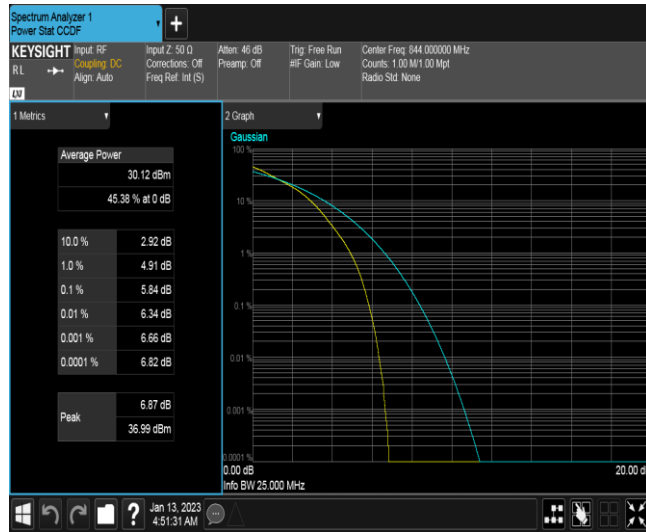 Spectrum Analyzer 1
Power Stat CCDF
KEYSIGHT
RL
LXI
Input: RF
Coupling: DC
Align: Auto
Input Z: 50 Ω
Corrections: Off
Freq Ref: Int (S)
Atten: 46 dB
Preamp: Off
Trig: Free Run
#IF Gain: Low
Center Freq: 844.000000 MHz
Counts: 1.00 M/1.00 Mpt
Radio Std: None
1 Metrics
Average Power
30.12 dBm
45.38 % at 0 dB
10.0 % 2.92 dB
1.0 % 4.91 dB
0.1 % 5.84 dB
0.01 % 6.34 dB
0.001 % 6.66 dB
0.0001 % 6.82 dB
Peak
6.87 dB
36.99 dBm
2 Graph
Gaussian
100 %
10 %
1 %
0.1 %
0.01 %
0.001 %
0.0001 %
0.00 dB
20.00 d
Info BW 25.000 MHz
?
Jan 13, 2023
4:51:31 AM